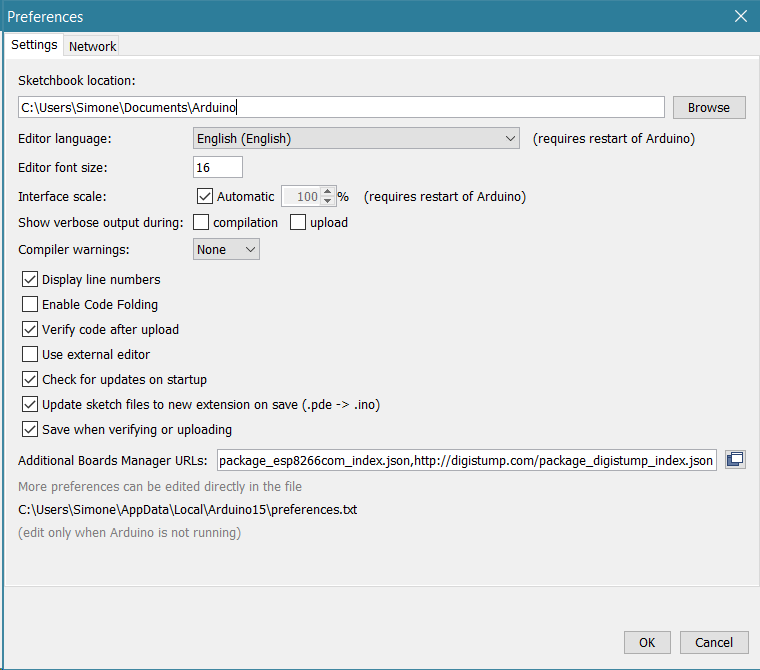 Preferences
Settings Network
Sketchbook location:
C:\Users\Simone\Documents\Arduino Browse
Editor language: English (English) (requires restart of Arduino)
Editor font size: 16
Interface scale: Automatic 100 % (requires restart of Arduino)
Show verbose output during: compilation upload
Compiler warnings: None
Display line numbers
Enable Code Folding
Verify code after upload
Use external editor
Check for updates on startup
Update sketch files to new extension on save (.pde -> .ino)
Save when verifying or uploading
Additional Boards Manager URLs: package_esp8266com_index.json,http://digistump.com/package_digistump_index.json
More preferences can be edited directly in the file
C:\Users\Simone\AppData\Local\Arduino15\preferences.txt
(edit only when Arduino is not running)
OK Cancel